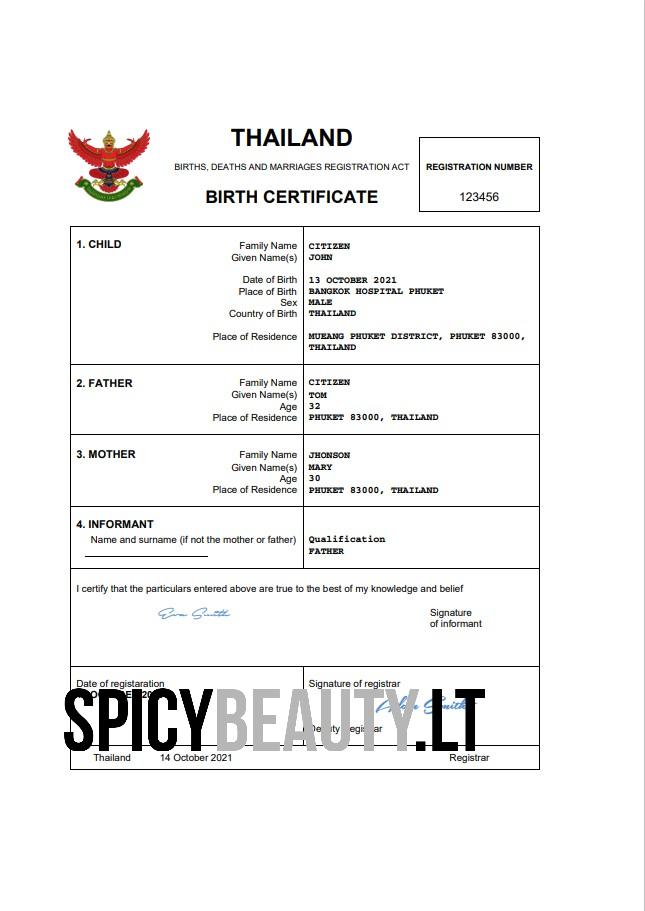 THAILAND
BIRTHS, DEATHS AND MARRIAGES REGISTRATION ACT
BIRTH CERTIFICATE
REGISTRATION NUMBER
123456
1. CHILD
Family Name CITIZEN
Given Name(s) JOHN
Date of Birth 13 OCTOBER 2021
Place of Birth BANGKOK HOSPITAL PHUKET
Sex MALE
Country of Birth THAILAND
Place of Residence MUEANG PHUKET DISTRICT, PHUKET 83000,
THAILAND
2. FATHER
Family Name CITIZEN
Given Name(s) TOM
Age 32
Place of Residence PHUKET 83000, THAILAND
3. MOTHER
Family Name JHONSON
Given Name(s) MARY
Age 30
Place of Residence PHUKET 83000, THAILAND
4. INFORMANT
Name and surname (if not the mother or father)
Qualification
FATHER
I certify that the particulars entered above are true to the best of my knowledge and belief
Eva Smith
Signature
of informant
Date of registaration
Signature of registrar
Smith
SPICYBEAUTY.LT
Deputy Registrar
Thailand 14 October 2021 Registrar